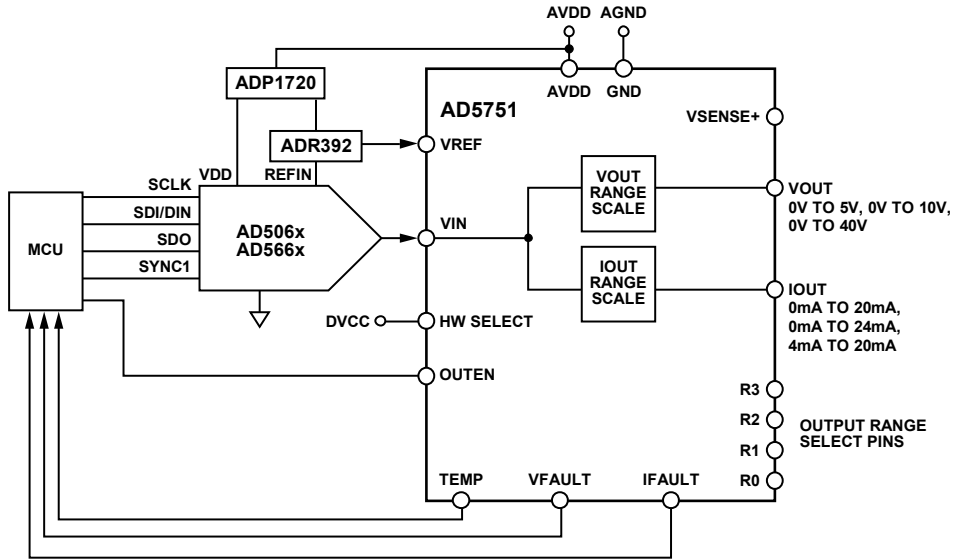 AVDD
AGND
ADP1720
AVDD
GND
AD5751
VSENSE+
ADR392
VREF
VDD
REFIN
SCLK
SDI/DIN
SDO
SYNC1
MCU
AD506x
AD566x
VIN
VOUT
RANGE
SCALE
VOUT
0V TO 5V, 0V TO 10V,
0V TO 40V
IOUT
RANGE
SCALE
IOUT
0mA TO 20mA,
0mA TO 24mA,
4mA TO 20mA
DVCC
HW SELECT
OUTEN
R3
R2
R1
R0
OUTPUT RANGE
SELECT PINS
TEMP
VFAULT
IFAULT